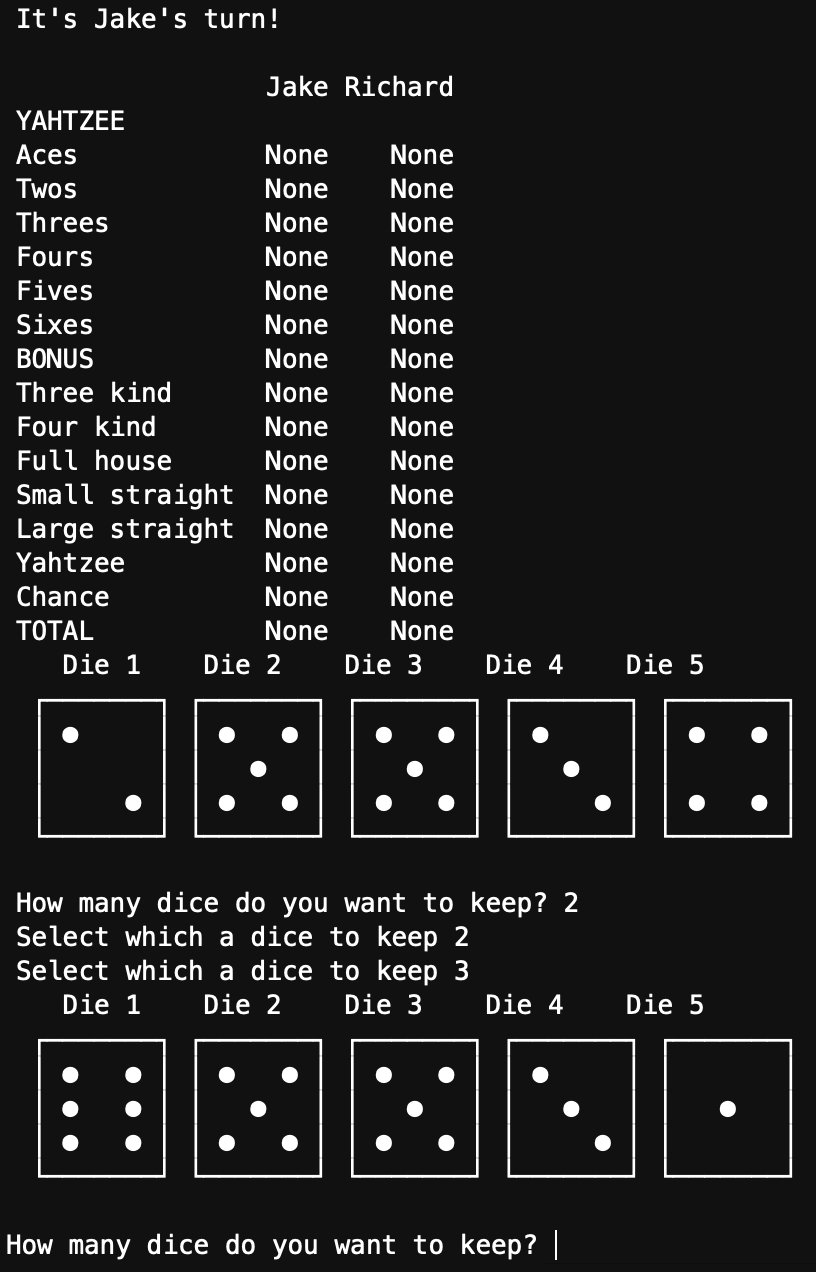 It's Jake's turn!
Jake Richard
YAHTZEE
Aces None None
Twos None None
Threes None None
Fours None None
Fives None None
Sixes None None
BONUS None None
Three kind None None
Four kind None None
Full house None None
Small straight None None
Large straight None None
Yahtzee None None
Chance None None
TOTAL None None
Die 1 Die 2 Die 3 Die 4 Die 5
How many dice do you want to keep? 2
Select which a dice to keep 2
Select which a dice to keep 3
Die 1 Die 2 Die 3 Die 4 Die 5
How many dice do you want to keep?